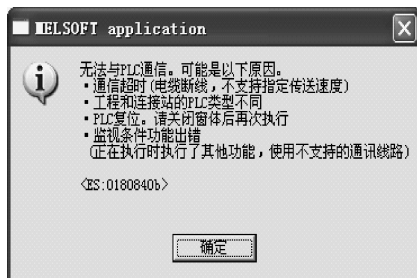 MELSOFT application
无法与PLC通信。可能是以下原因。
・通信超时(电缆断线，不支持指定传送速度)
・工程和连接站的PLC类型不同
・PLC复位。请关闭窗体后再次执行
・监视条件功能出错
(正在执行时执行了其他功能，使用不支持的通讯线路)
<ES:0180840b>
确定